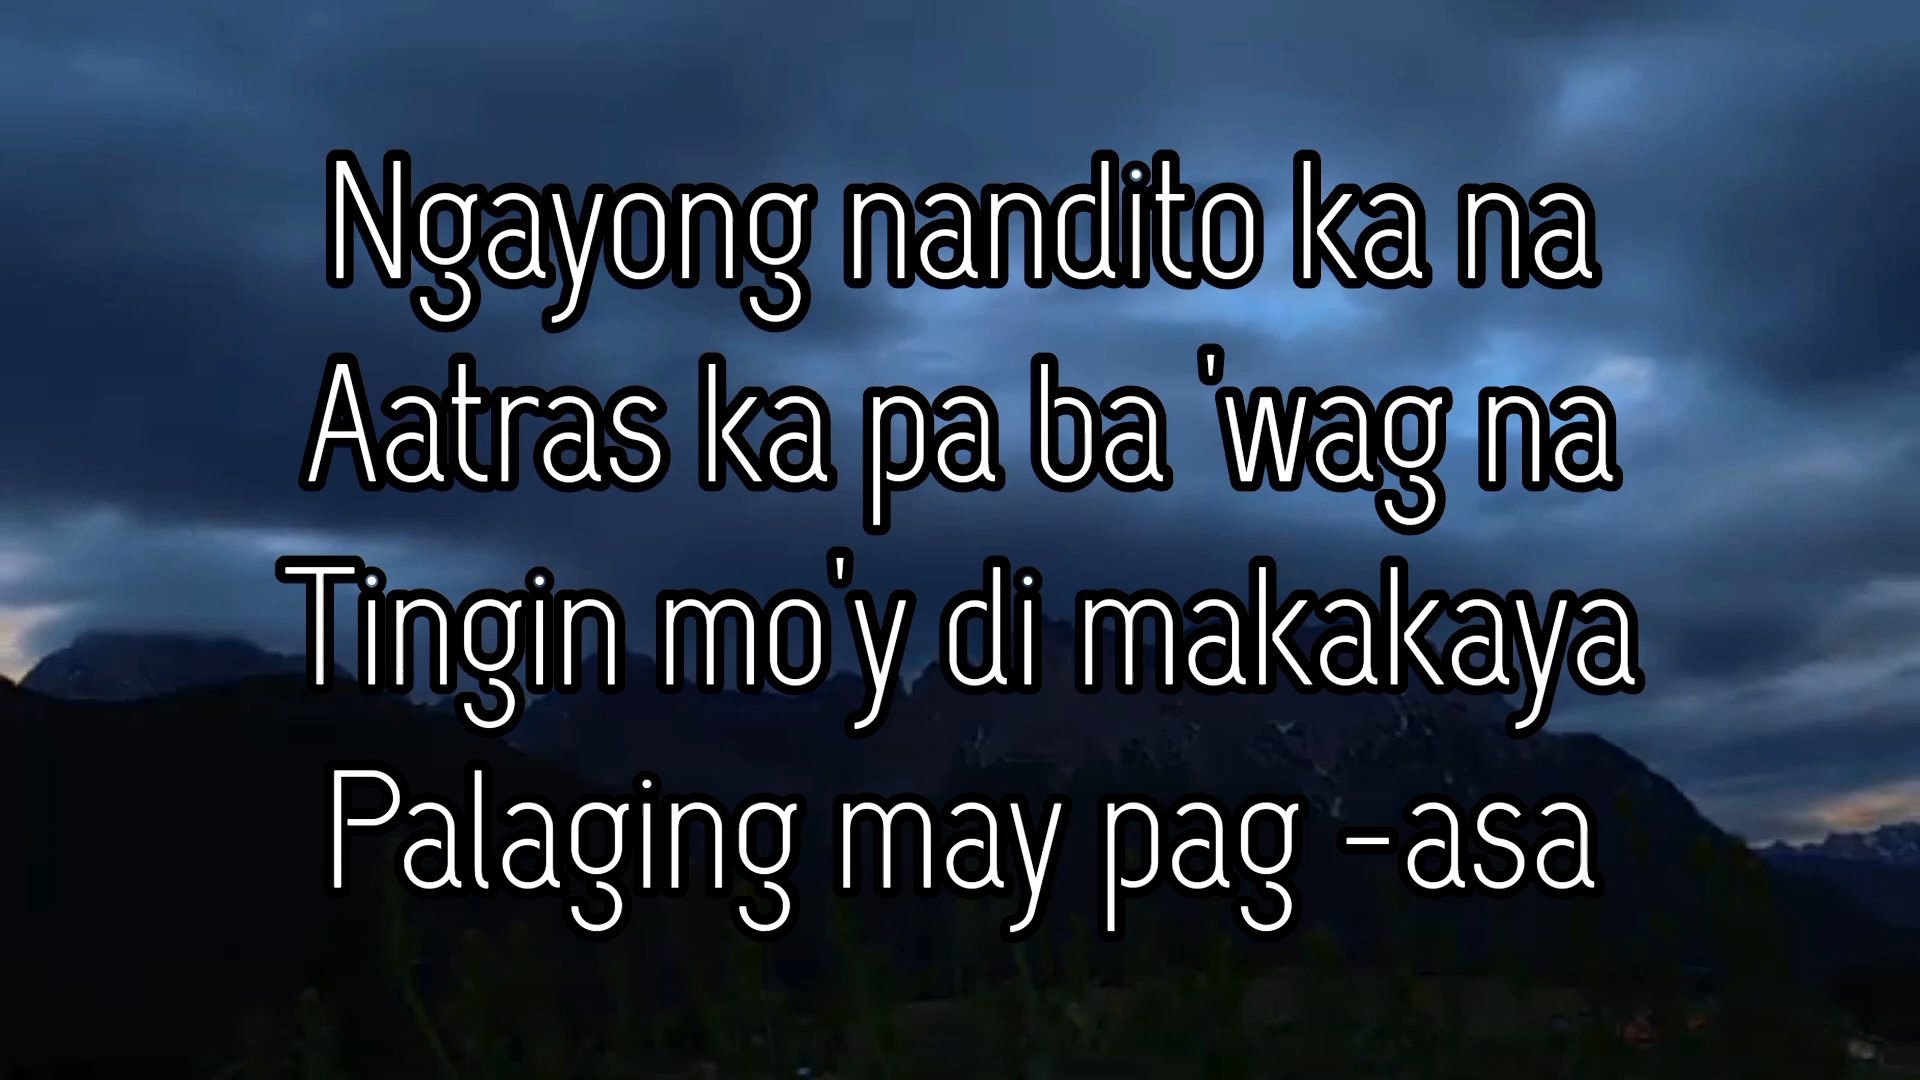 Ngayong nandito ka na
Aatras ka pa ba 'wag na
Tingin mo'y di makakaya
Palaging may pag -asa